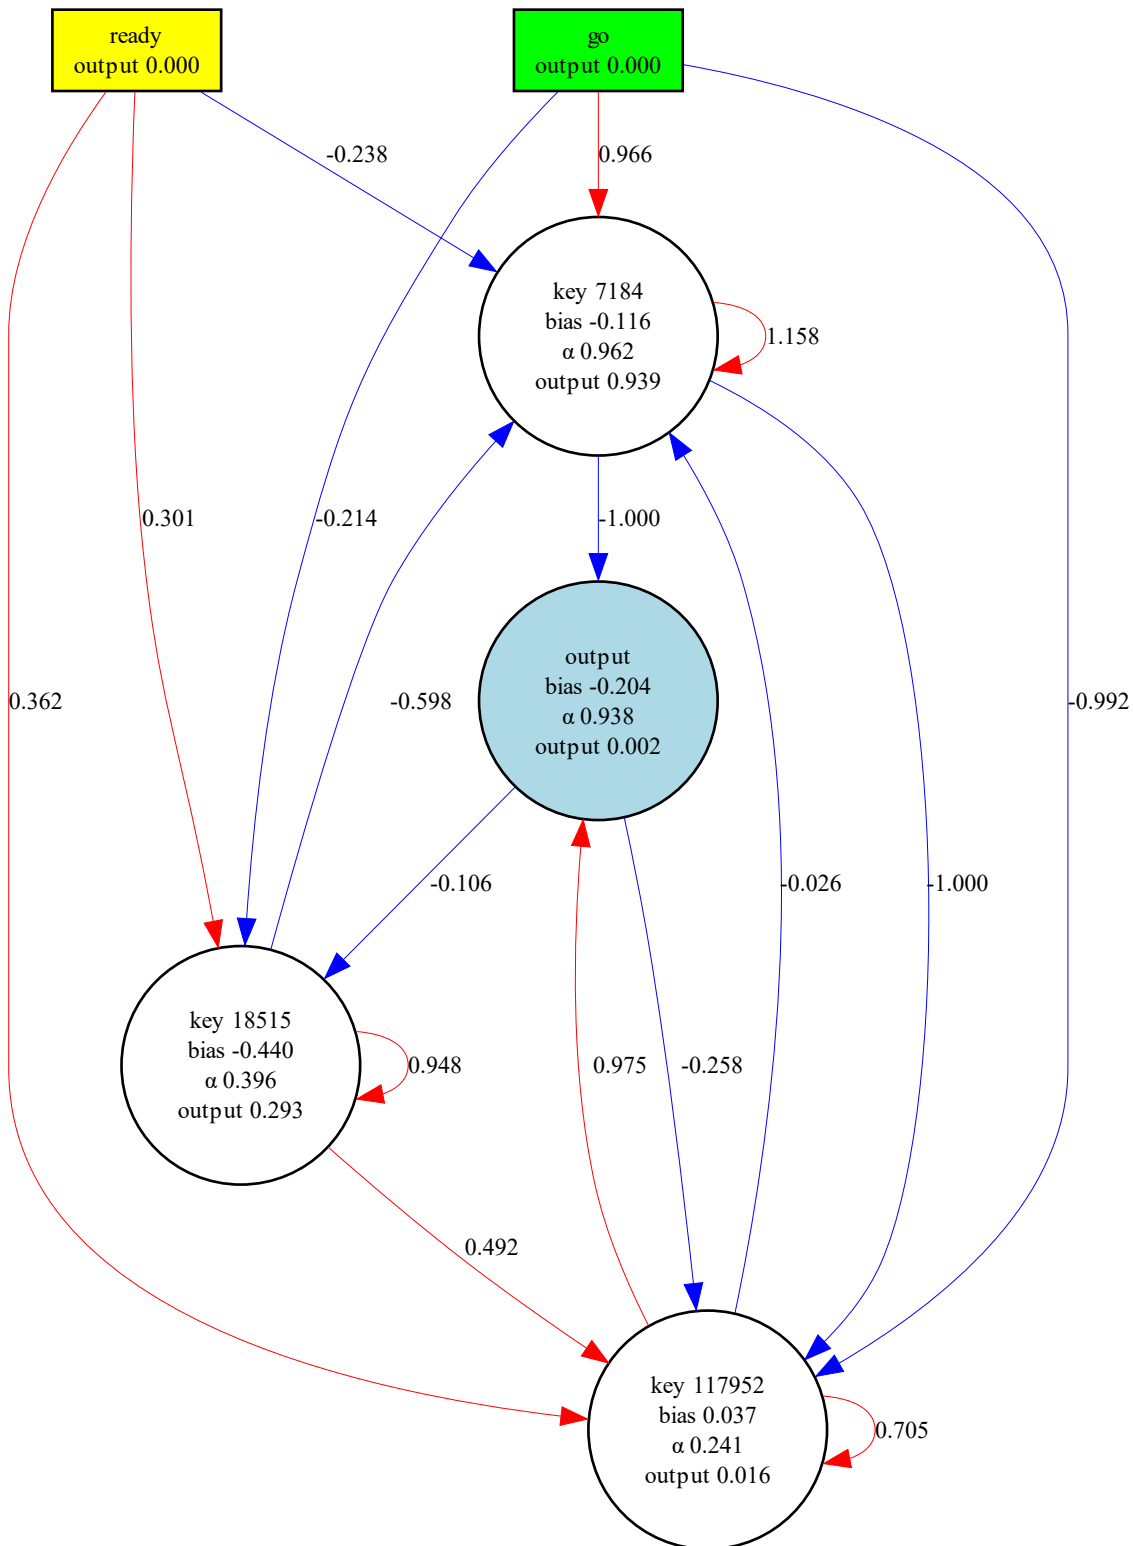 ready
output 0.000
go
output 0.000
-0.238
0.966
key 7184
bias -0.116
α 0.962
output 0.939
1.158
0.301
-0.214
-1.000
output
bias -0.204
α 0.938
output 0.002
0.362
-0.598
-0.992
-0.106
-0.026
-1.000
key 18515
bias -0.440
α 0.396
output 0.293
0.948
0.975
-0.258
0.492
key 117952
bias 0.037
α 0.241
output 0.016
0.705